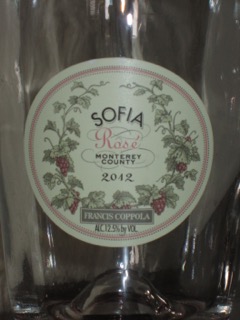 SOFIA
Rosé
MONTEREY
COUNTY
2012
FRANCIS COPPOLA
ALC.12.5% by VOL.